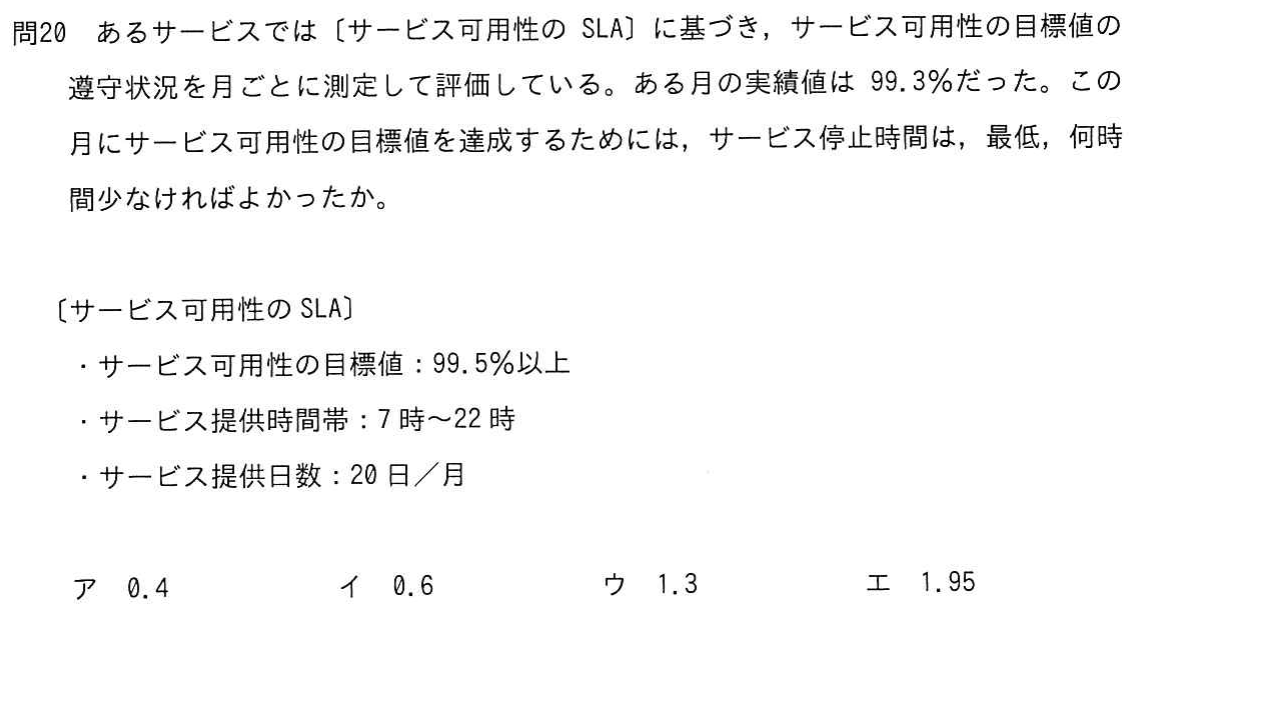 問20　あるサービスでは〔サービス可用性の SLA〕に基づき，サービス可用性の目標値の
遵守状況を月ごとに測定して評価している。ある月の実績値は 99.3%だった。この
月にサービス可用性の目標値を達成するためには，サービス停止時間は，最低，何時
間少なければよかったか。
〔サービス可用性の SLA〕
・サービス可用性の目標値：99.5%以上
・サービス提供時間帯：7 時～22 時
・サービス提供日数：20 日／月
ア　0.4　イ　0.6　ウ　1.3　エ　1.95